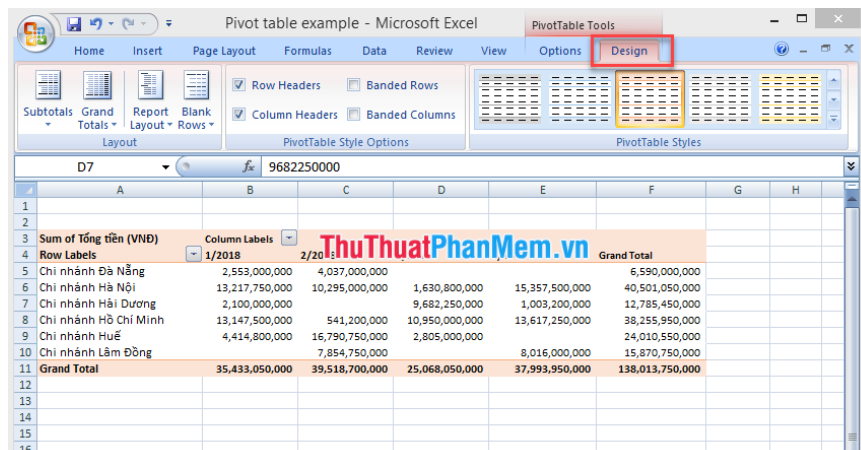 Pivot table example - Microsoft Excel PivotTable Tools
Home Insert Page Layout Formulas Data Review View Options Design
Row Headers Banded Rows
Subtotals Grand Totals Report Layout Blank Rows Column Headers Banded Columns
Layout PivotTable Style Options PivotTable Styles
D7 fx 9682250000
A B C D E F G H
1
2
3 Sum of Tổng tiền (VNĐ) Column Labels
ThuThuatPhanMem.vn
4 Row Labels 1/2018 Grand Total
5 Chi nhánh Đà Nẵng 2,553,000,000 4,037,000,000 6,590,000,000
6 Chi nhánh Hà Nội 13,217,750,000 10,295,000,000 1,630,800,000 15,357,500,000 40,501,050,000
7 Chi nhánh Hải Dương 2,100,000,000 9,682,250,000 1,003,200,000 12,785,450,000
8 Chi nhánh Hồ Chí Minh 13,147,500,000 541,200,000 10,950,000,000 13,617,250,000 38,255,950,000
9 Chi nhánh Huế 4,414,800,000 16,790,750,000 2,805,000,000 24,010,550,000
10 Chi nhánh Lâm Đồng 7,854,750,000 8,016,000,000 15,870,750,000
11 Grand Total 35,433,050,000 39,518,700,000 25,068,050,000 37,993,950,000 138,013,750,000
12
13
14
15
16